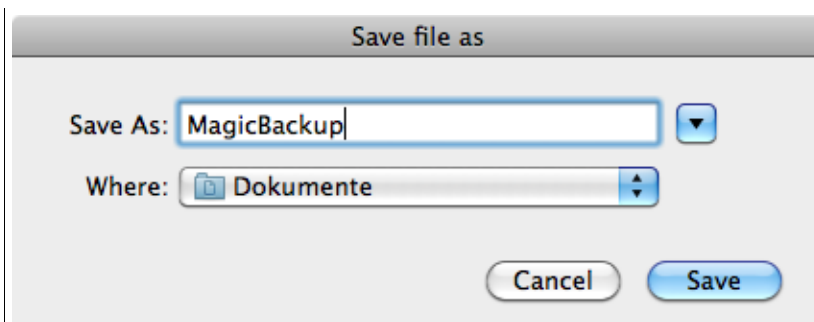 Save file as
Save As: MagicBackup
Where: Dokumente
Cancel Save